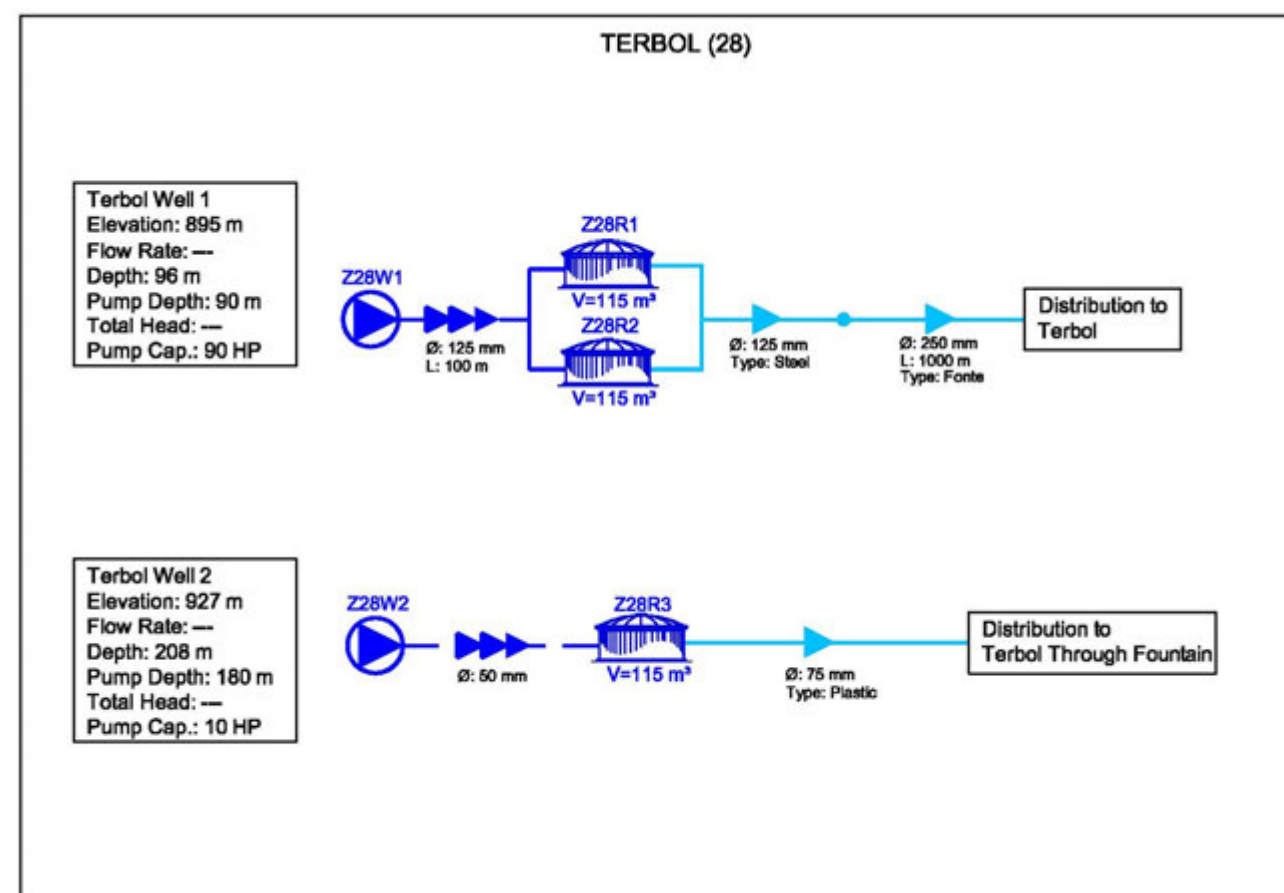 TERBOL (28)
Terbol Well 1
Elevation: 895 m
Flow Rate: ---
Depth: 96 m
Pump Depth: 90 m
Total Head: ---
Pump Cap.: 90 HP
Z28W1
Ø: 125 mm
L: 100 m
Z28R1
V=115 m³
Z28R2
V=115 m³
Ø: 125 mm
Type: Steel
Ø: 250 mm
L: 1000 m
Type: Fonte
Distribution to
Terbol
Terbol Well 2
Elevation: 927 m
Flow Rate: ---
Depth: 208 m
Pump Depth: 180 m
Total Head: ---
Pump Cap.: 10 HP
Z28W2
Ø: 50 mm
Z28R3
V=115 m³
Ø: 75 mm
Type: Plastic
Distribution to
Terbol Through Fountain